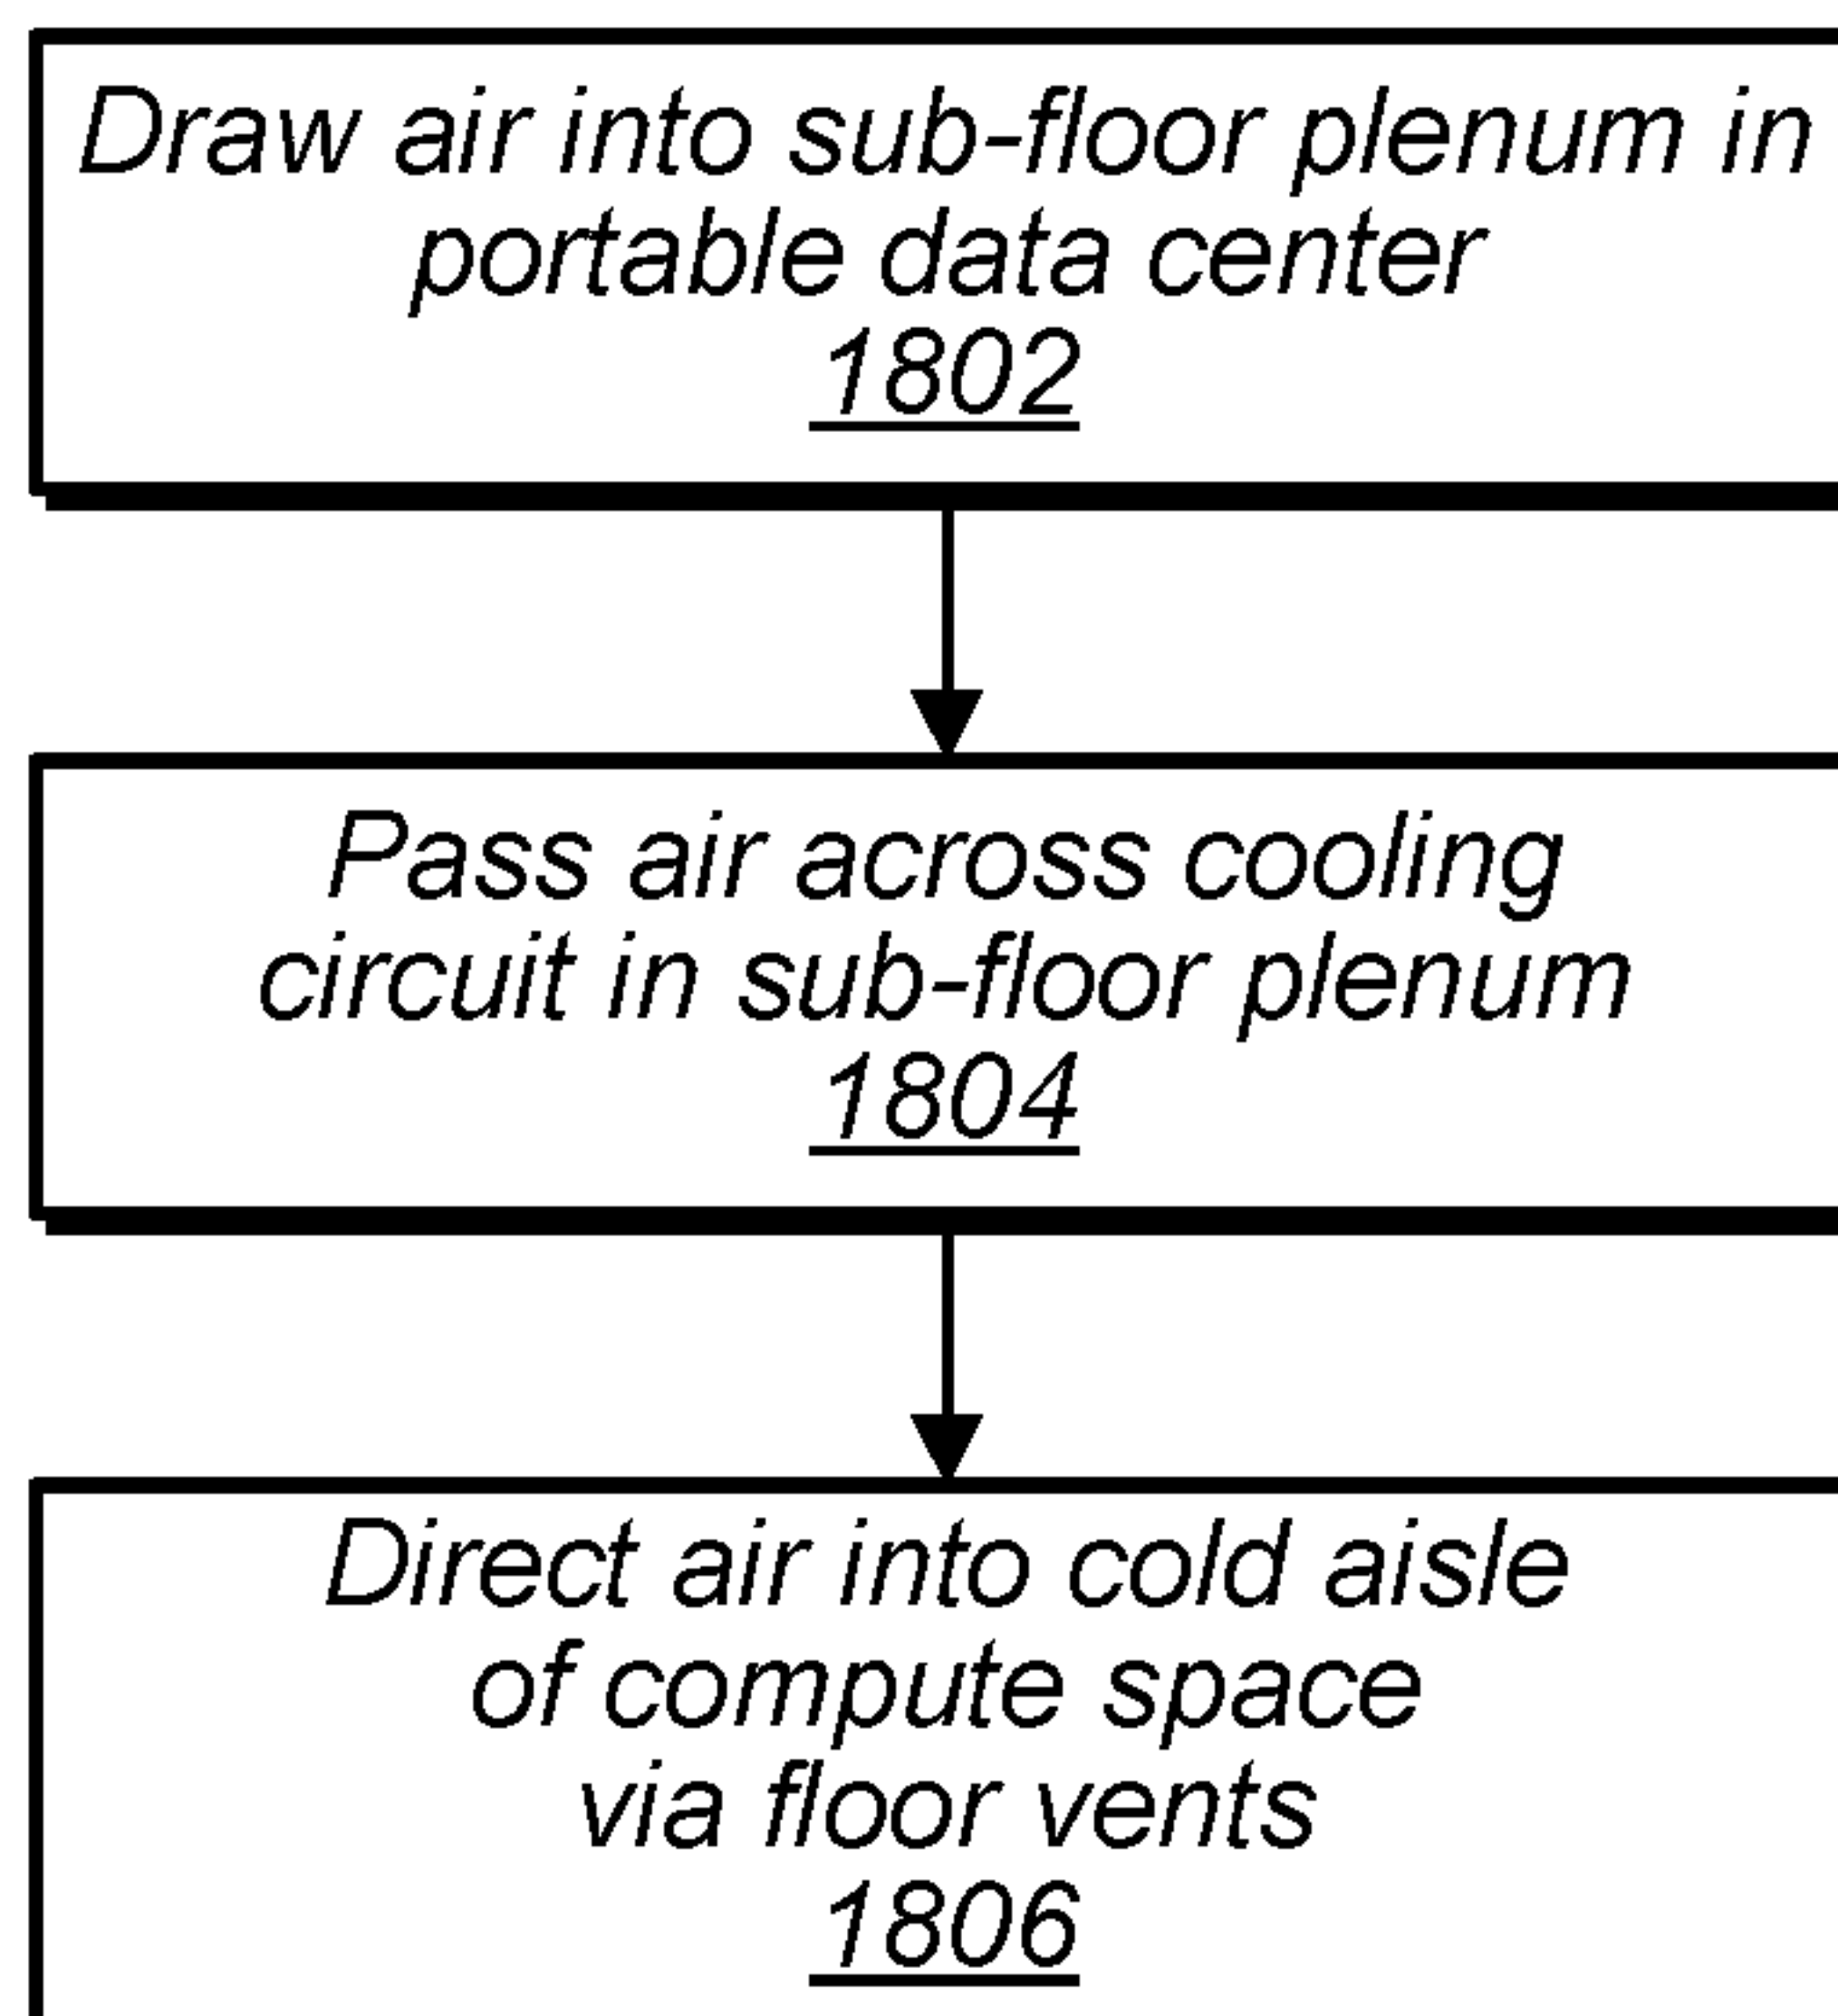 Draw air into sub-floor plenum in
portable data center
1802
Pass air across cooling
circuit in sub-floor plenum
1804
Direct air into cold aisle
of compute space
via floor vents
1806